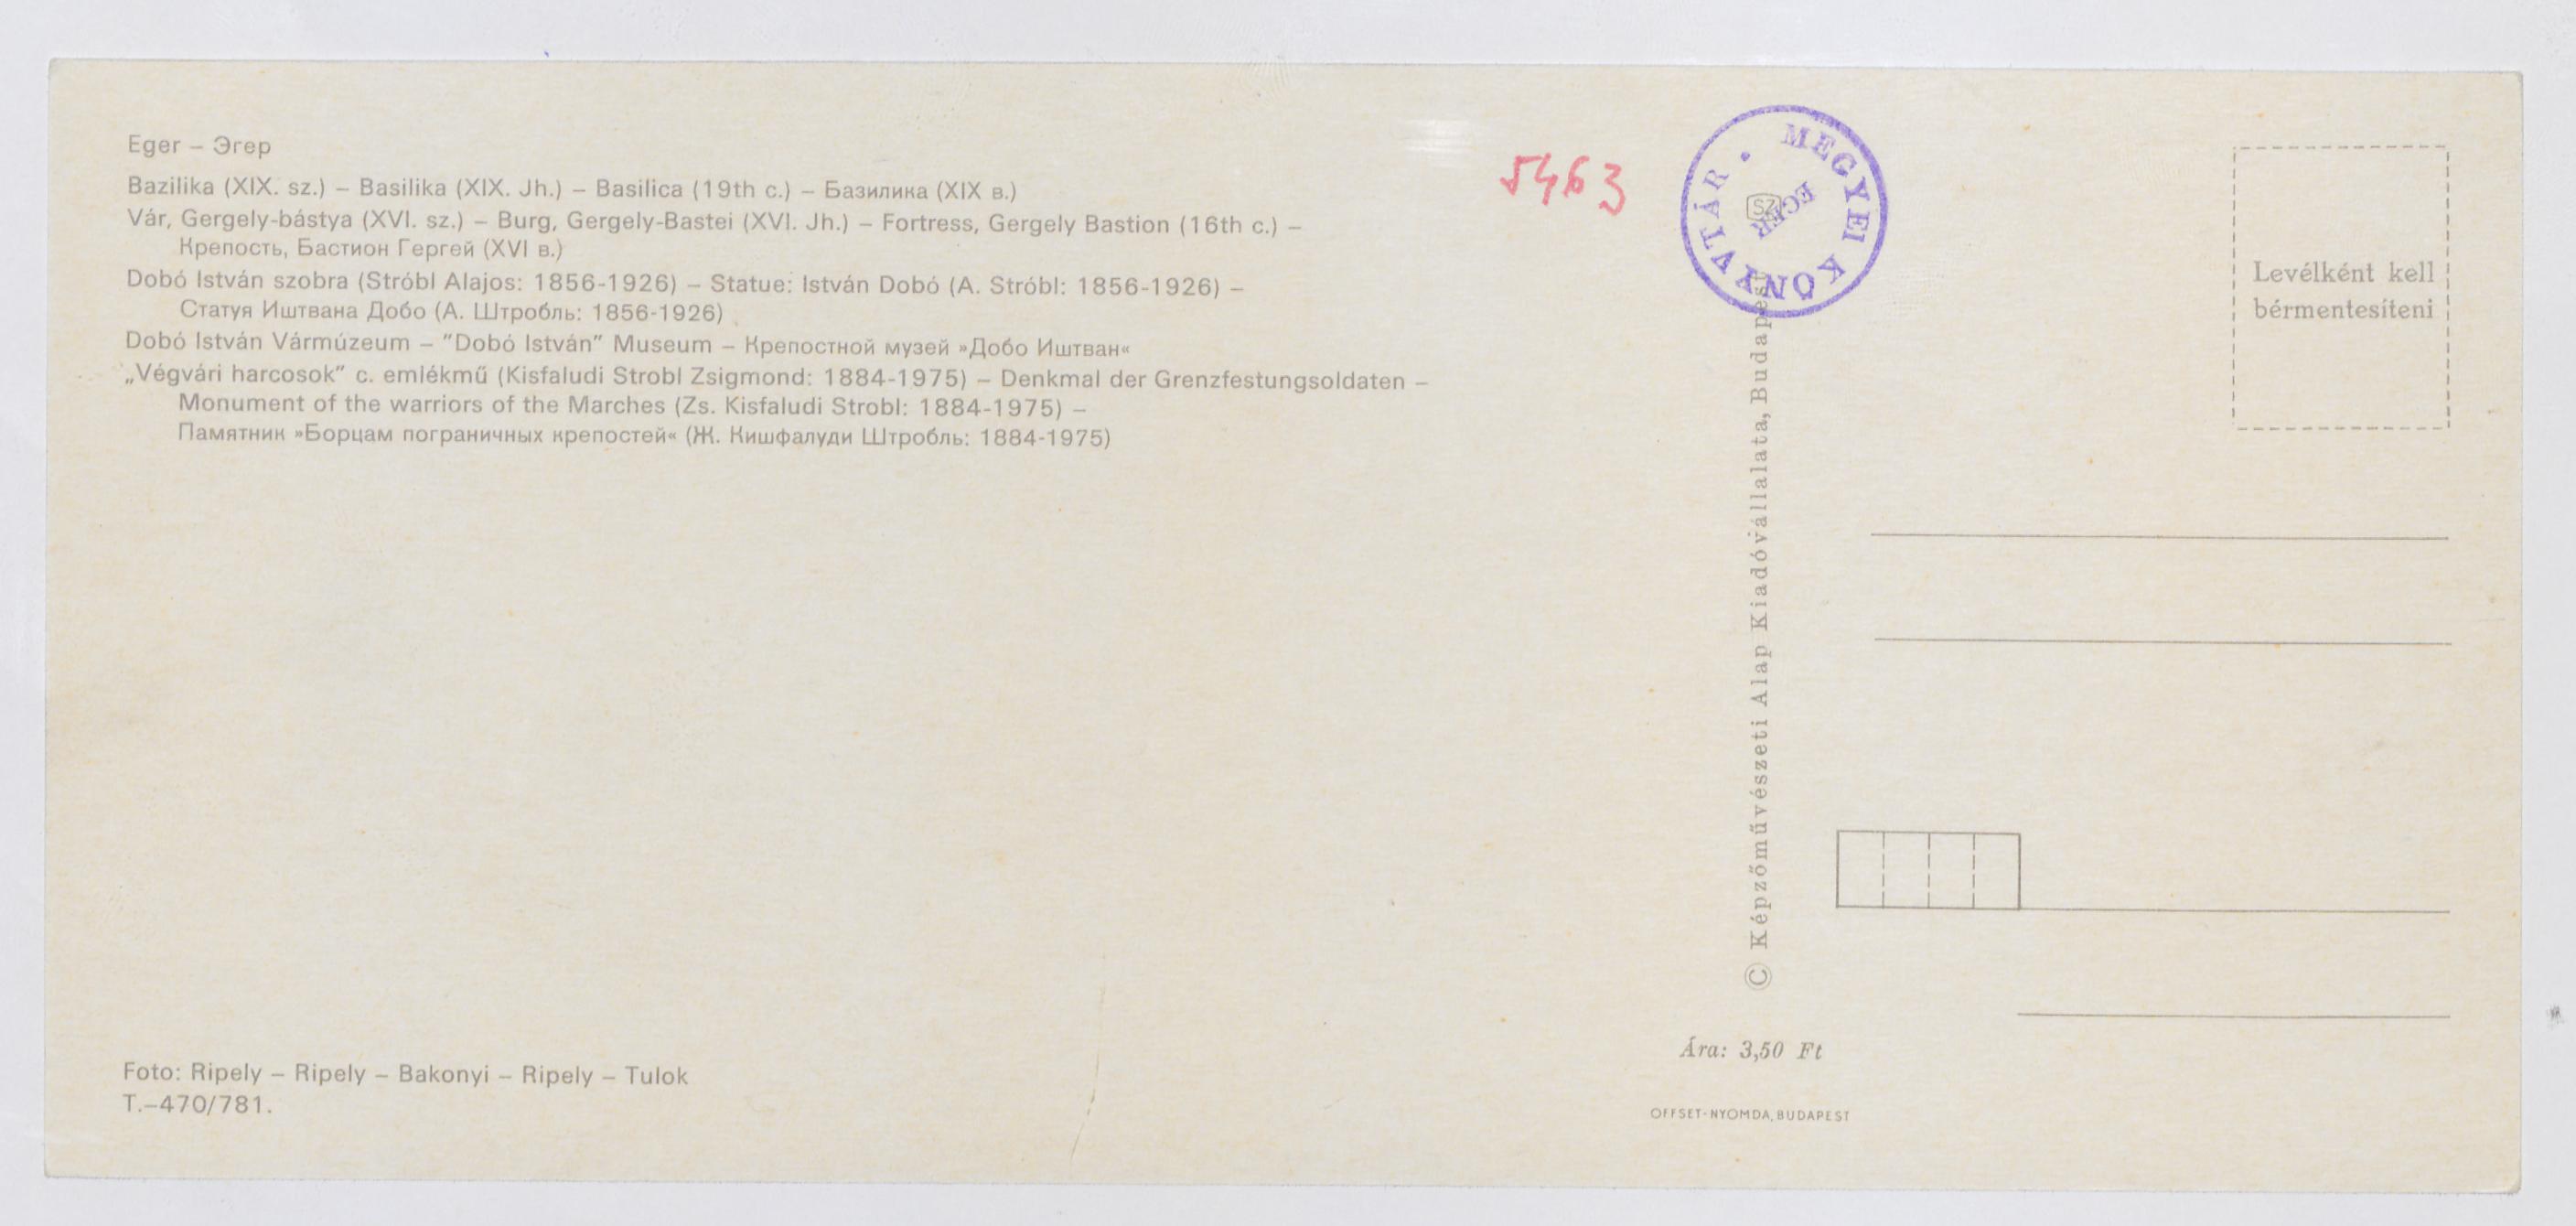 Eger – Эгер
Bazilika (XIX. sz.) – Basilika (XIX. Jh.) – Basilica (19th c.) – Базилика (XIX в.)
Vár, Gergely-bástya (XVI. sz.) – Burg, Gergely-Bastei (XVI. Jh.) – Fortress, Gergely Bastion (16th c.) –
Крепость, Бастион Гергей (XVI в.)
Dobó István szobra (Stróbl Alajos: 1856-1926) – Statue: István Dobó (A. Stróbl: 1856-1926) –
Статуя Иштвана Добо (А. Штробль: 1856-1926)
Dobó István Vármúzeum – "Dobó István" Museum – Крепостной музей »Добо Иштван«
„Végvári harcosok" c. emlékmű (Kisfaludi Strobl Zsigmond: 1884-1975) – Denkmal der Grenzfestungsoldaten –
Monument of the warriors of the Marches (Zs. Kisfaludi Strobl: 1884-1975) –
Памятник »Борцам пограничных крепостей« (Ж. Кишфалуди Штробль: 1884-1975)
Foto: Ripely – Ripely – Bakonyi – Ripely – Tulok
T.–470/781.
5463
MEGYEI KÖNYVTÁR •
EGER
SZ
© Képzőművészeti Alap Kiadóvállalata, Budapest
Ára: 3,50 Ft
OFFSET-NYOMDA, BUDAPEST
Levélként kell
bérmentesíteni